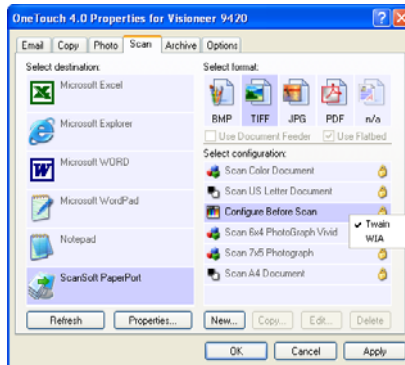 OneTouch 4.0 Properties for Visioneer 9420
Email Copy Photo Scan Archive Options
Select destination:
Microsoft Excel
Microsoft Explorer
Microsoft WORD
Microsoft WordPad
Notepad
ScanSoft PaperPort
Refresh Properties...
Select format:
BMP TIFF JPG PDF n/a
Use Document Feeder Use Flatbed
Select configuration:
Scan Color Document
Scan US Letter Document
Configure Before Scan
Scan 6x4 PhotoGraph Vivid
Scan 7x5 Photograph
Scan A4 Document
Twain
WIA
New... Copy... Edit... Delete
OK Cancel Apply